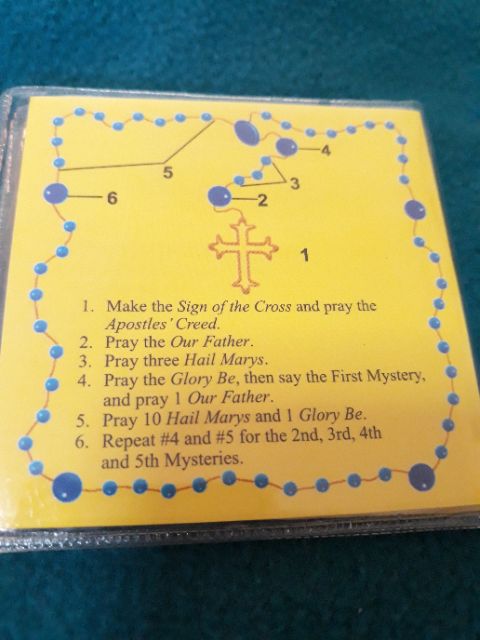 4
5
3
6
2
1
1. Make the Sign of the Cross and pray the
Apostles' Creed.
2. Pray the Our Father.
3. Pray three Hail Marys.
4. Pray the Glory Be, then say the First Mystery,
and pray 1 Our Father.
5. Pray 10 Hail Marys and 1 Glory Be.
6. Repeat #4 and #5 for the 2nd, 3rd, 4th
and 5th Mysteries.